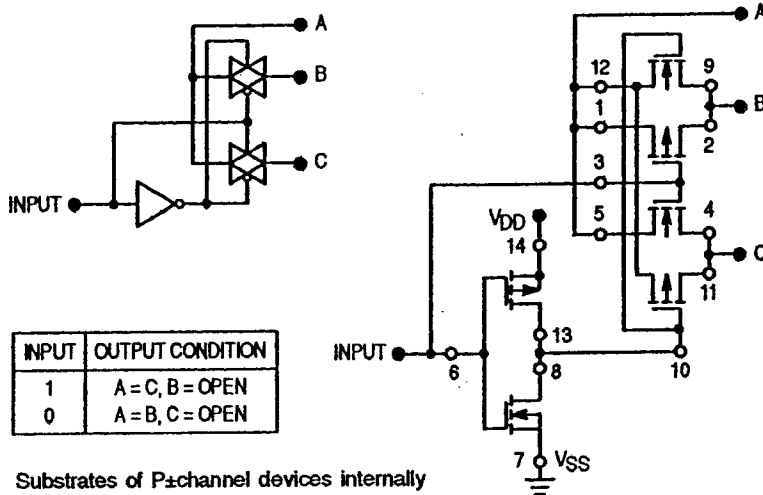 A
B
C
INPUT
INPUT OUTPUT CONDITION
1 A = C, B = OPEN
0 A = B, C = OPEN
Substrates of P±channel devices internally
A
12
9
B
1
2
3
5
4
C
11
VDD
14
13
INPUT
6
8
10
7
VSS